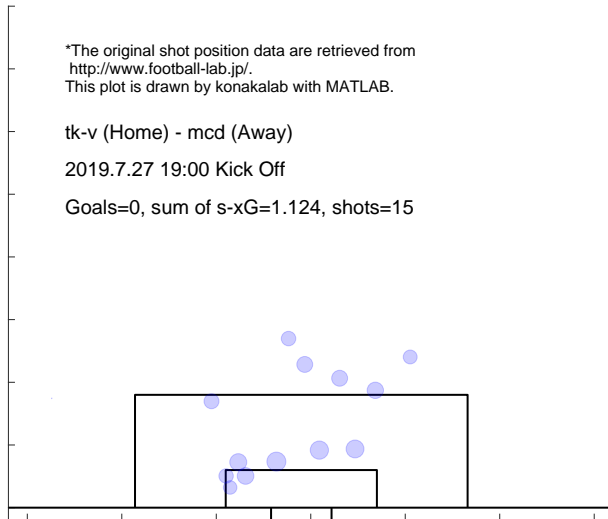 *The original shot position data are retrieved from
http://www.football-lab.jp/.
This plot is drawn by konakalab with MATLAB.
tk-v (Home) - mcd (Away)
2019.7.27 19:00 Kick Off
Goals=0, sum of s-xG=1.124, shots=15